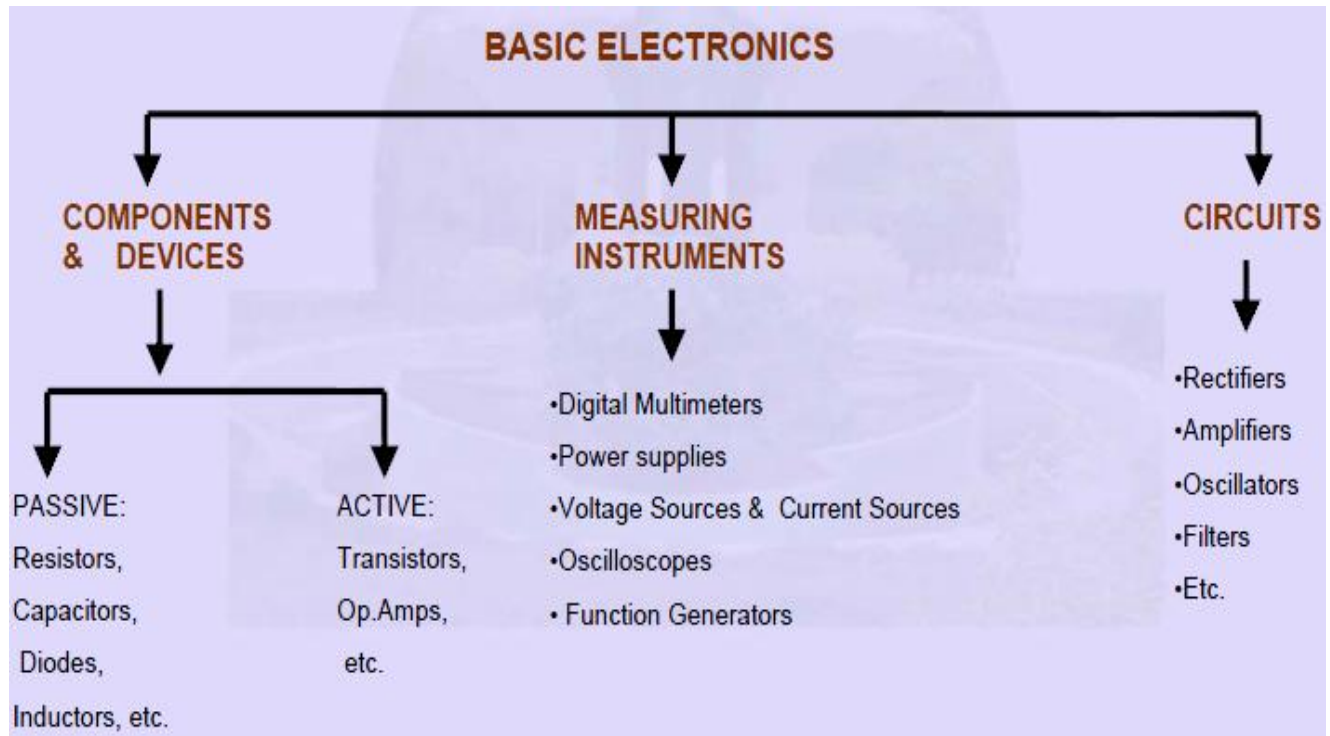 BASIC ELECTRONICS
COMPONENTS
& DEVICES
MEASURING
INSTRUMENTS
CIRCUITS
PASSIVE:
Resistors,
Capacitors,
Diodes,
Inductors, etc.
ACTIVE:
Transistors,
Op.Amps,
etc.
•Digital Multimeters
•Power supplies
•Voltage Sources & Current Sources
•Oscilloscopes
• Function Generators
•Rectifiers
•Amplifiers
•Oscillators
•Filters
•Etc.